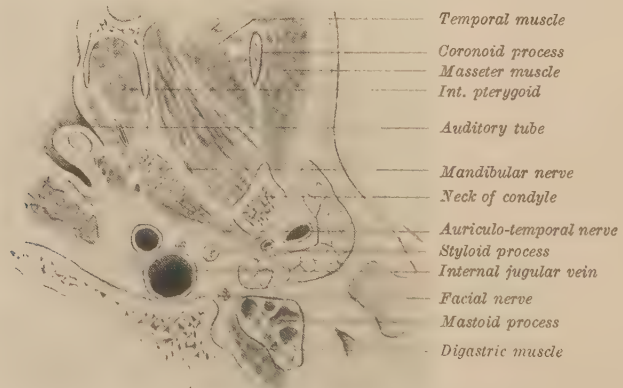 Temporal muscle
Coronoid process
Masseter muscle
Int. pterygoid
Auditory tube
Mandibular nerve
Neck of condyle
Auriculo-temporal nerve
Styloid process
Internal jugular vein
Facial nerve
Mastoid process
Digastric muscle